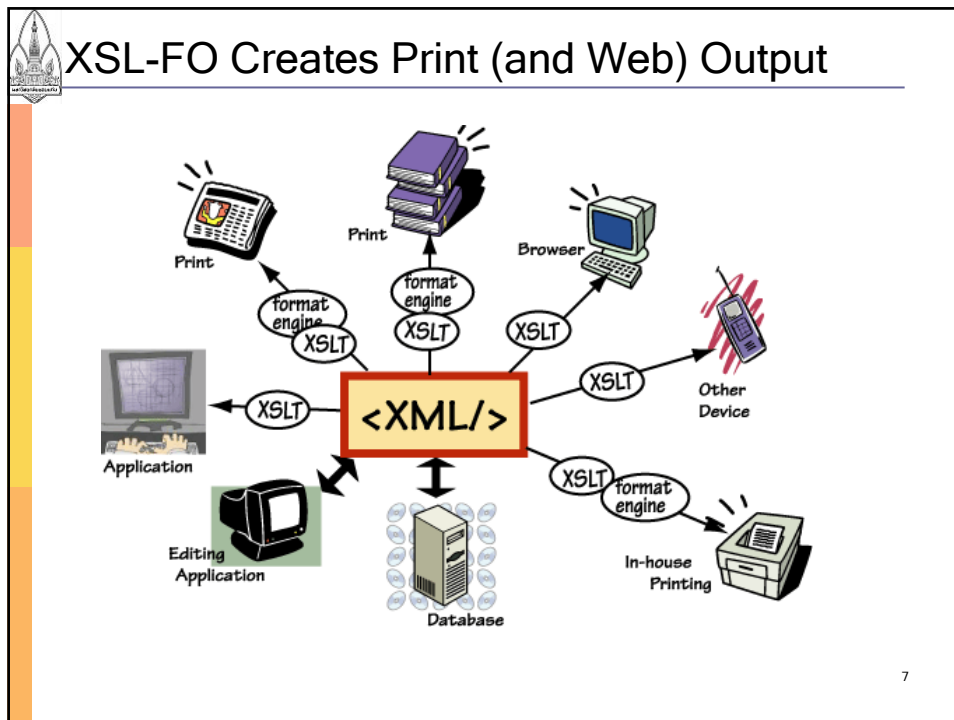 XSL-FO Creates Print (and Web) Output
Print
Print
Browser
format
engine
XSLT
format
engine
XSLT
XSLT
XSLT
Other
Device
XSLT
Application
<XML/>
XSLT
format
engine
Editing
Application
Database
In-house
Printing
7